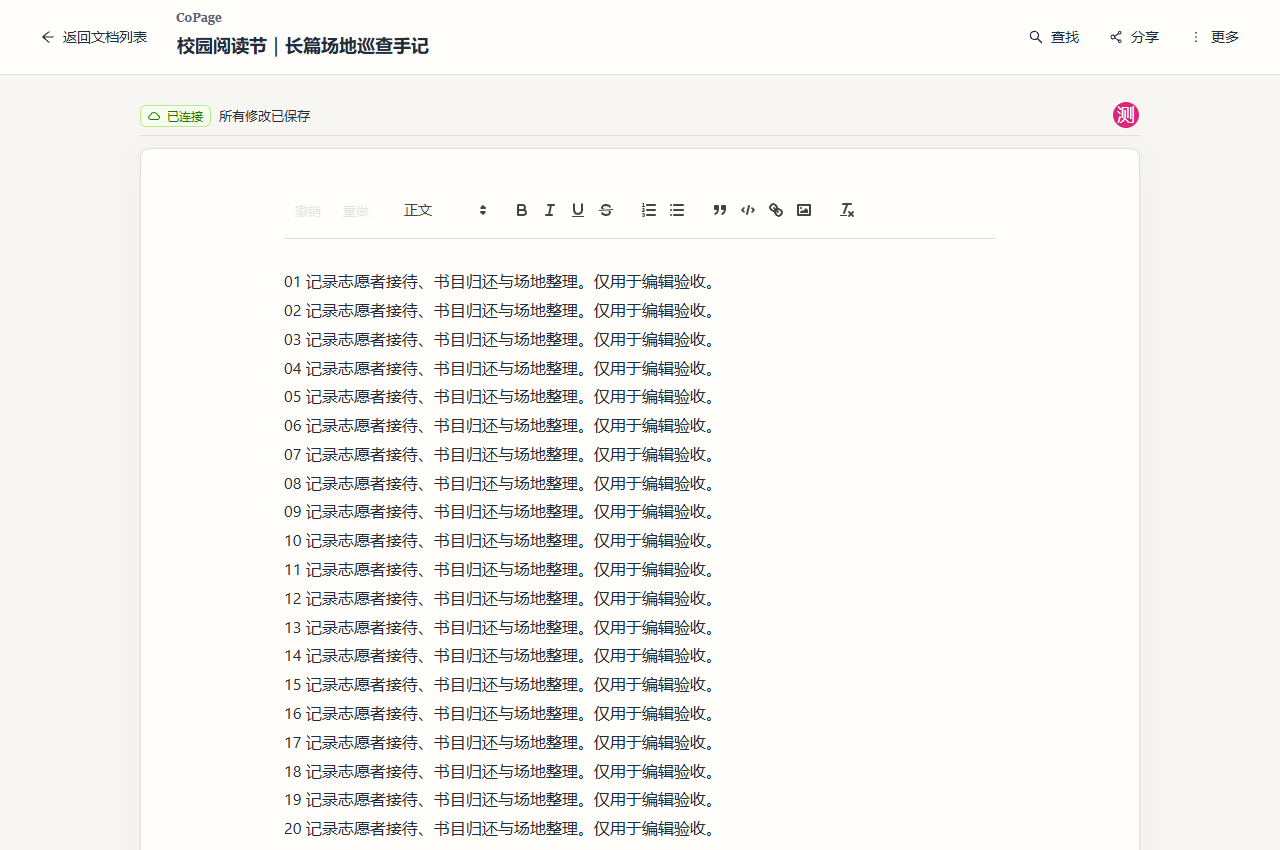 CoPage
返回文档列表
校园阅读节｜长篇场地巡查手记
查找
分享
更多
已连接
所有修改已保存
测
撤销
重做
正文
01 记录志愿者接待、书目归还与场地整理。仅用于编辑验收。
02 记录志愿者接待、书目归还与场地整理。仅用于编辑验收。
03 记录志愿者接待、书目归还与场地整理。仅用于编辑验收。
04 记录志愿者接待、书目归还与场地整理。仅用于编辑验收。
05 记录志愿者接待、书目归还与场地整理。仅用于编辑验收。
06 记录志愿者接待、书目归还与场地整理。仅用于编辑验收。
07 记录志愿者接待、书目归还与场地整理。仅用于编辑验收。
08 记录志愿者接待、书目归还与场地整理。仅用于编辑验收。
09 记录志愿者接待、书目归还与场地整理。仅用于编辑验收。
10 记录志愿者接待、书目归还与场地整理。仅用于编辑验收。
11 记录志愿者接待、书目归还与场地整理。仅用于编辑验收。
12 记录志愿者接待、书目归还与场地整理。仅用于编辑验收。
13 记录志愿者接待、书目归还与场地整理。仅用于编辑验收。
14 记录志愿者接待、书目归还与场地整理。仅用于编辑验收。
15 记录志愿者接待、书目归还与场地整理。仅用于编辑验收。
16 记录志愿者接待、书目归还与场地整理。仅用于编辑验收。
17 记录志愿者接待、书目归还与场地整理。仅用于编辑验收。
18 记录志愿者接待、书目归还与场地整理。仅用于编辑验收。
19 记录志愿者接待、书目归还与场地整理。仅用于编辑验收。
20 记录志愿者接待、书目归还与场地整理。仅用于编辑验收。